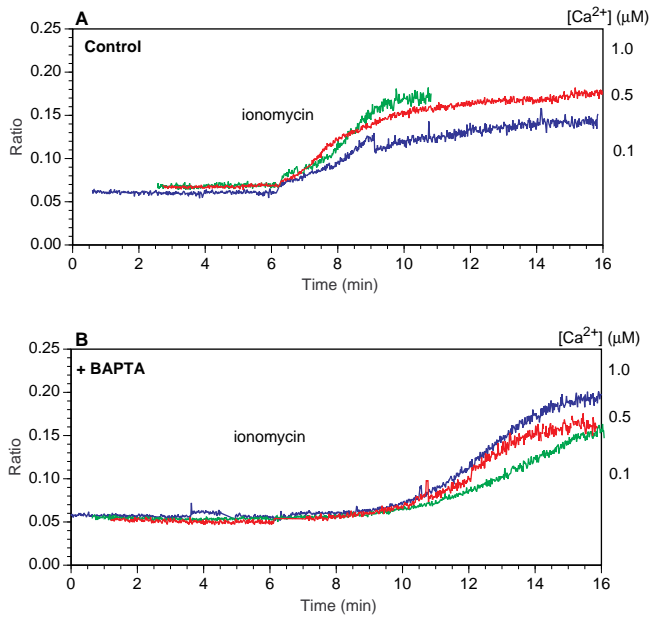 A
[Ca2+] (μM)
Control
0.25
0.20
0.15
0.10
0.05
0.00
Ratio
ionomycin
1.0
0.5
0.1
0 2 4 6 8 10 12 14 16
Time (min)
B
[Ca2+] (μM)
+ BAPTA
0.25
0.20
0.15
0.10
0.05
0.00
Ratio
ionomycin
1.0
0.5
0.1
0 2 4 6 8 10 12 14 16
Time (min)